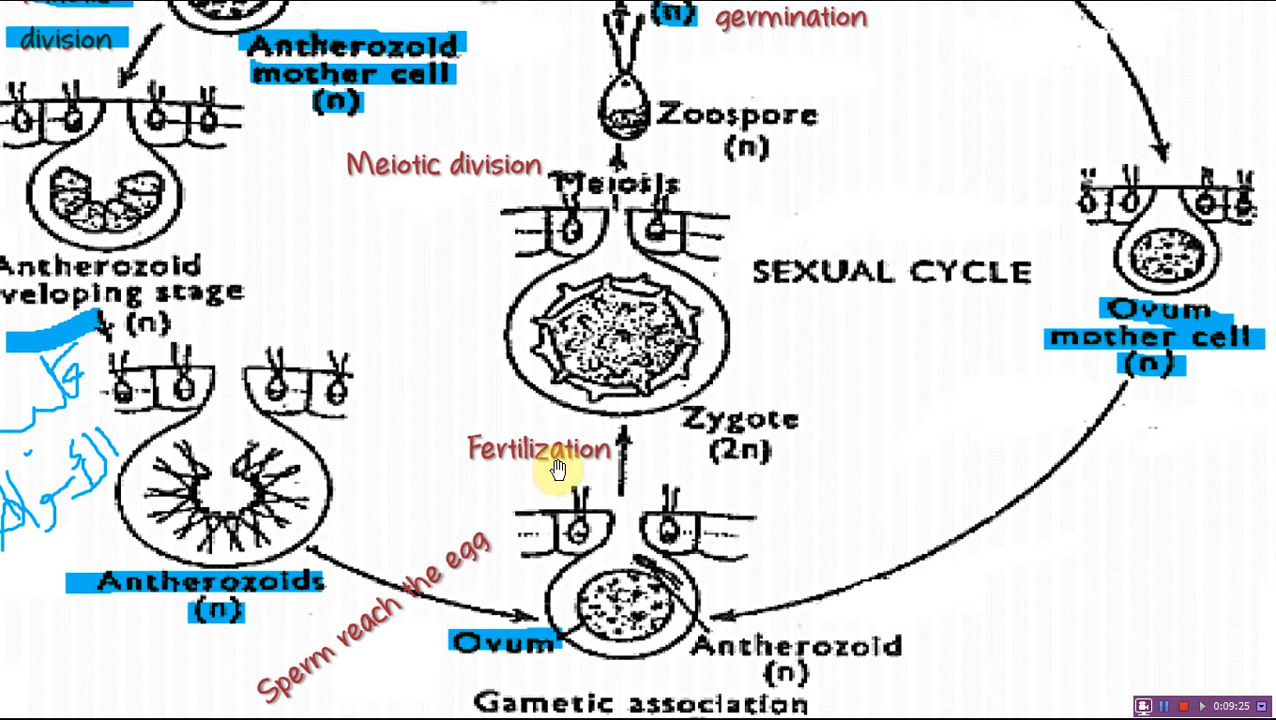 division
Antherozoid
mother cell
(n)
(n)
germination
Zoospore
(n)
Meiotic division
Meiosis
Antherozoid
veloping stage
(n)
SEXUAL CYCLE
Ovum
mother cell
(n)
Zygote
(2n)
Fertilization
Antherozoids
(n)
Sperm reach the egg
Ovum
Antherozoid
(n)
Gametic association
0:09:25